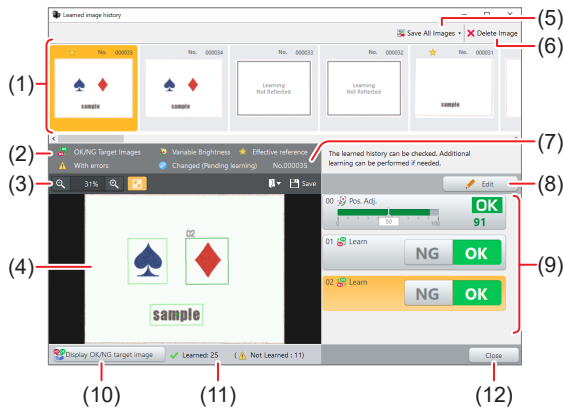 Learned image history
(5)
Save All Images
Delete Image
(6)
(1)
No. 000035
No. 000034
No. 000033
No. 000032
No. 000031
sample
sample
Learning
Not Reflected
Learning
Not Reflected
sample
(7)
(2)
OK/NG Target Images
Variable Brightness
Effective reference
With errors
Changed (Pending learning)
No.000035
The learned history can be checked. Additional
learning can be performed if needed.
(3)
31%
Save
Edit
(8)
00
Pos. Adj.
OK
0
50
100
91
(4)
02
sample
01
Learn
NG
OK
(9)
02
Learn
NG
OK
Display OK/NG target image
Learned: 25
( Not Learned : 11)
Close
(10)
(11)
(12)